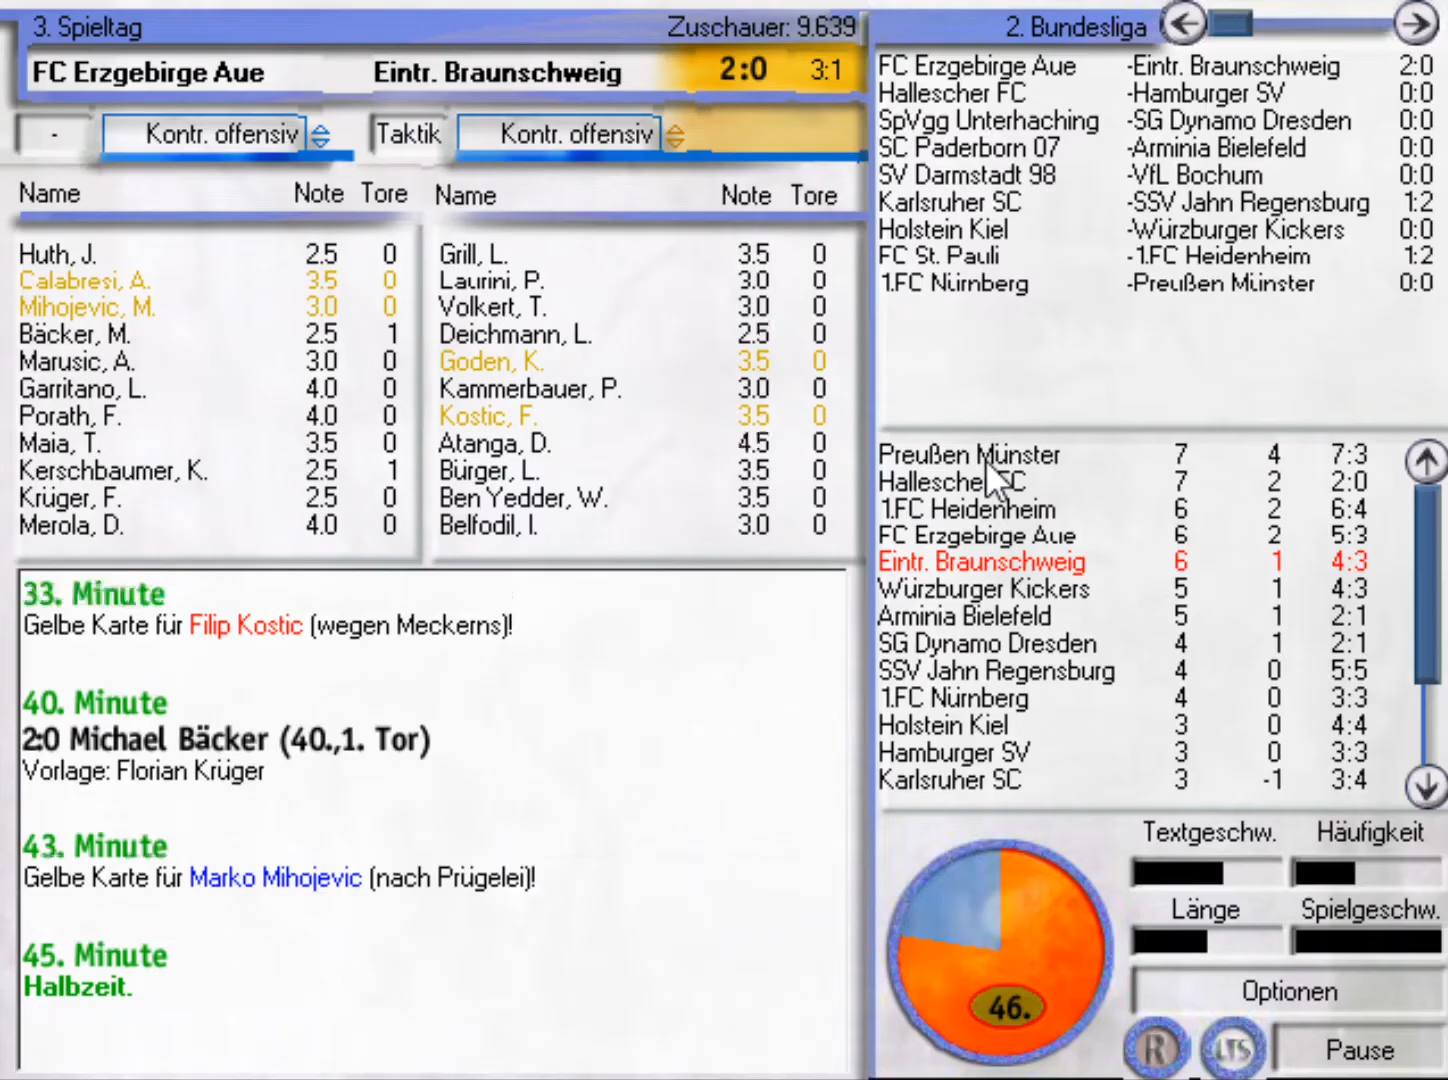 3. Spieltag Zuschauer: 9.639
FC Erzgebirge Aue Eintr. Braunschweig 2:0 3:1
- Kontr. offensiv Taktik Kontr. offensiv
Name Note Tore Name Note Tore
Huth, J. 2.5 0 Grill, L. 3.5 0
Calabresi, A. 3.5 0 Laurini, P. 3.0 0
Mihojevic, M. 3.0 0 Volkert, T. 3.0 0
Bäcker, M. 2.5 1 Deichmann, L. 2.5 0
Marusic, A. 3.0 0 Goden, K. 3.5 0
Garritano, L. 4.0 0 Kammerbauer, P. 3.0 0
Porath, F. 4.0 0 Kostic, F. 3.5 0
Maia, T. 3.5 0 Atanga, D. 4.5 0
Kerschbaumer, K. 2.5 1 Bürger, L. 3.5 0
Krüger, F. 2.5 0 Ben Yedder, W. 3.5 0
Merola, D. 4.0 0 Belfodil, I. 3.0 0
33. Minute
Gelbe Karte für Filip Kostic (wegen Meckerns)!
40. Minute
2:0 Michael Bäcker (40.,1. Tor)
Vorlage: Florian Krüger
43. Minute
Gelbe Karte für Marko Mihojevic (nach Prügelei)!
45. Minute
Halbzeit.
2. Bundesliga
FC Erzgebirge Aue -Eintr. Braunschweig 2:0
Hallescher FC -Hamburger SV 0:0
SpVgg Unterhaching -SG Dynamo Dresden 0:0
SC Paderborn 07 -Arminia Bielefeld 0:0
SV Darmstadt 98 -VfL Bochum 0:0
Karlsruher SC -SSV Jahn Regensburg 1:2
Holstein Kiel -Würzburger Kickers 0:0
FC St. Pauli -1.FC Heidenheim 1:2
1.FC Nürnberg -Preußen Münster 0:0
Preußen Münster 7 4 7:3
Hallescher FC 7 2 2:0
1.FC Heidenheim 6 2 6:4
FC Erzgebirge Aue 6 2 5:3
Eintr. Braunschweig 6 1 4:3
Würzburger Kickers 5 1 4:3
Arminia Bielefeld 5 1 2:1
SG Dynamo Dresden 4 1 2:1
SSV Jahn Regensburg 4 0 5:5
1.FC Nürnberg 4 0 3:3
Holstein Kiel 3 0 4:4
Hamburger SV 3 0 3:3
Karlsruher SC 3 -1 3:4
Textgeschw. Häufigkeit
Länge Spielgeschw.
46.
Optionen
R LTS Pause